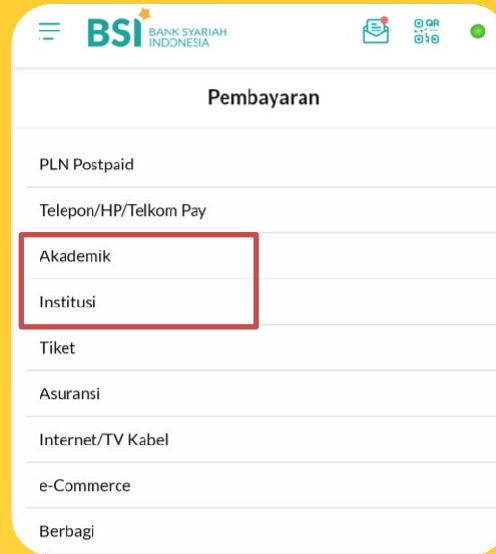 BSI BANK SYARIAH
INDONESIA
QR
Pembayaran
PLN Postpaid
Telepon/HP/Telkom Pay
Akademik
Institusi
Tiket
Asuransi
Internet/TV Kabel
e-Commerce
Berbagi